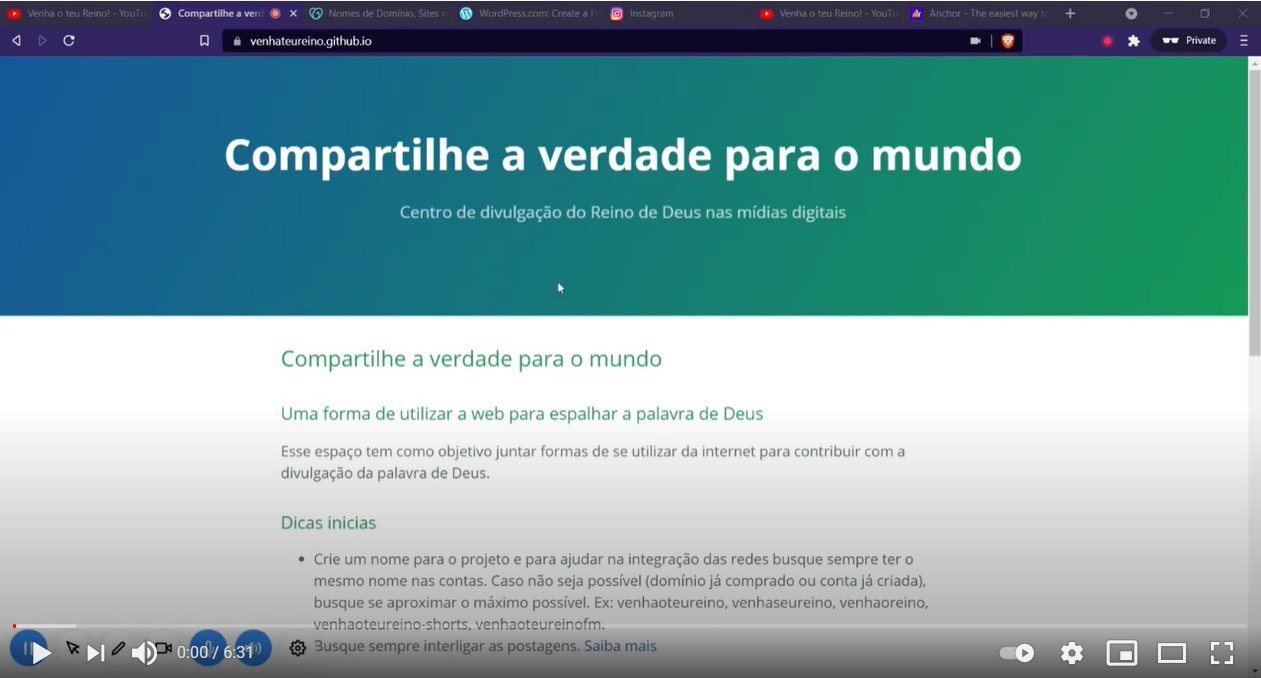 Venha o teu Reino! - YouTu
Compartilhe a verd
Nomes de Domínio, Sites
WordPress.com: Create a F
Instagram
Venha o teu Reino! - YouTu
Anchor - The easiest way t
venhateureino.github.io
Private
Compartilhe a verdade para o mundo
Centro de divulgação do Reino de Deus nas mídias digitais
Compartilhe a verdade para o mundo
Uma forma de utilizar a web para espalhar a palavra de Deus
Esse espaço tem como objetivo juntar formas de se utilizar da internet para contribuir com a
divulgação da palavra de Deus.
Dicas inicias
Crie um nome para o projeto e para ajudar na integração das redes busque sempre ter o
mesmo nome nas contas. Caso não seja possível (domínio já comprado ou conta já criada),
busque se aproximar o máximo possível. Ex: venhaoteureino, venhaseureino, venhaoreino,
venhaoteureino-shorts, venhaoteureinofm.
Busque sempre interligar as postagens. Saiba mais
0:00 / 6:31